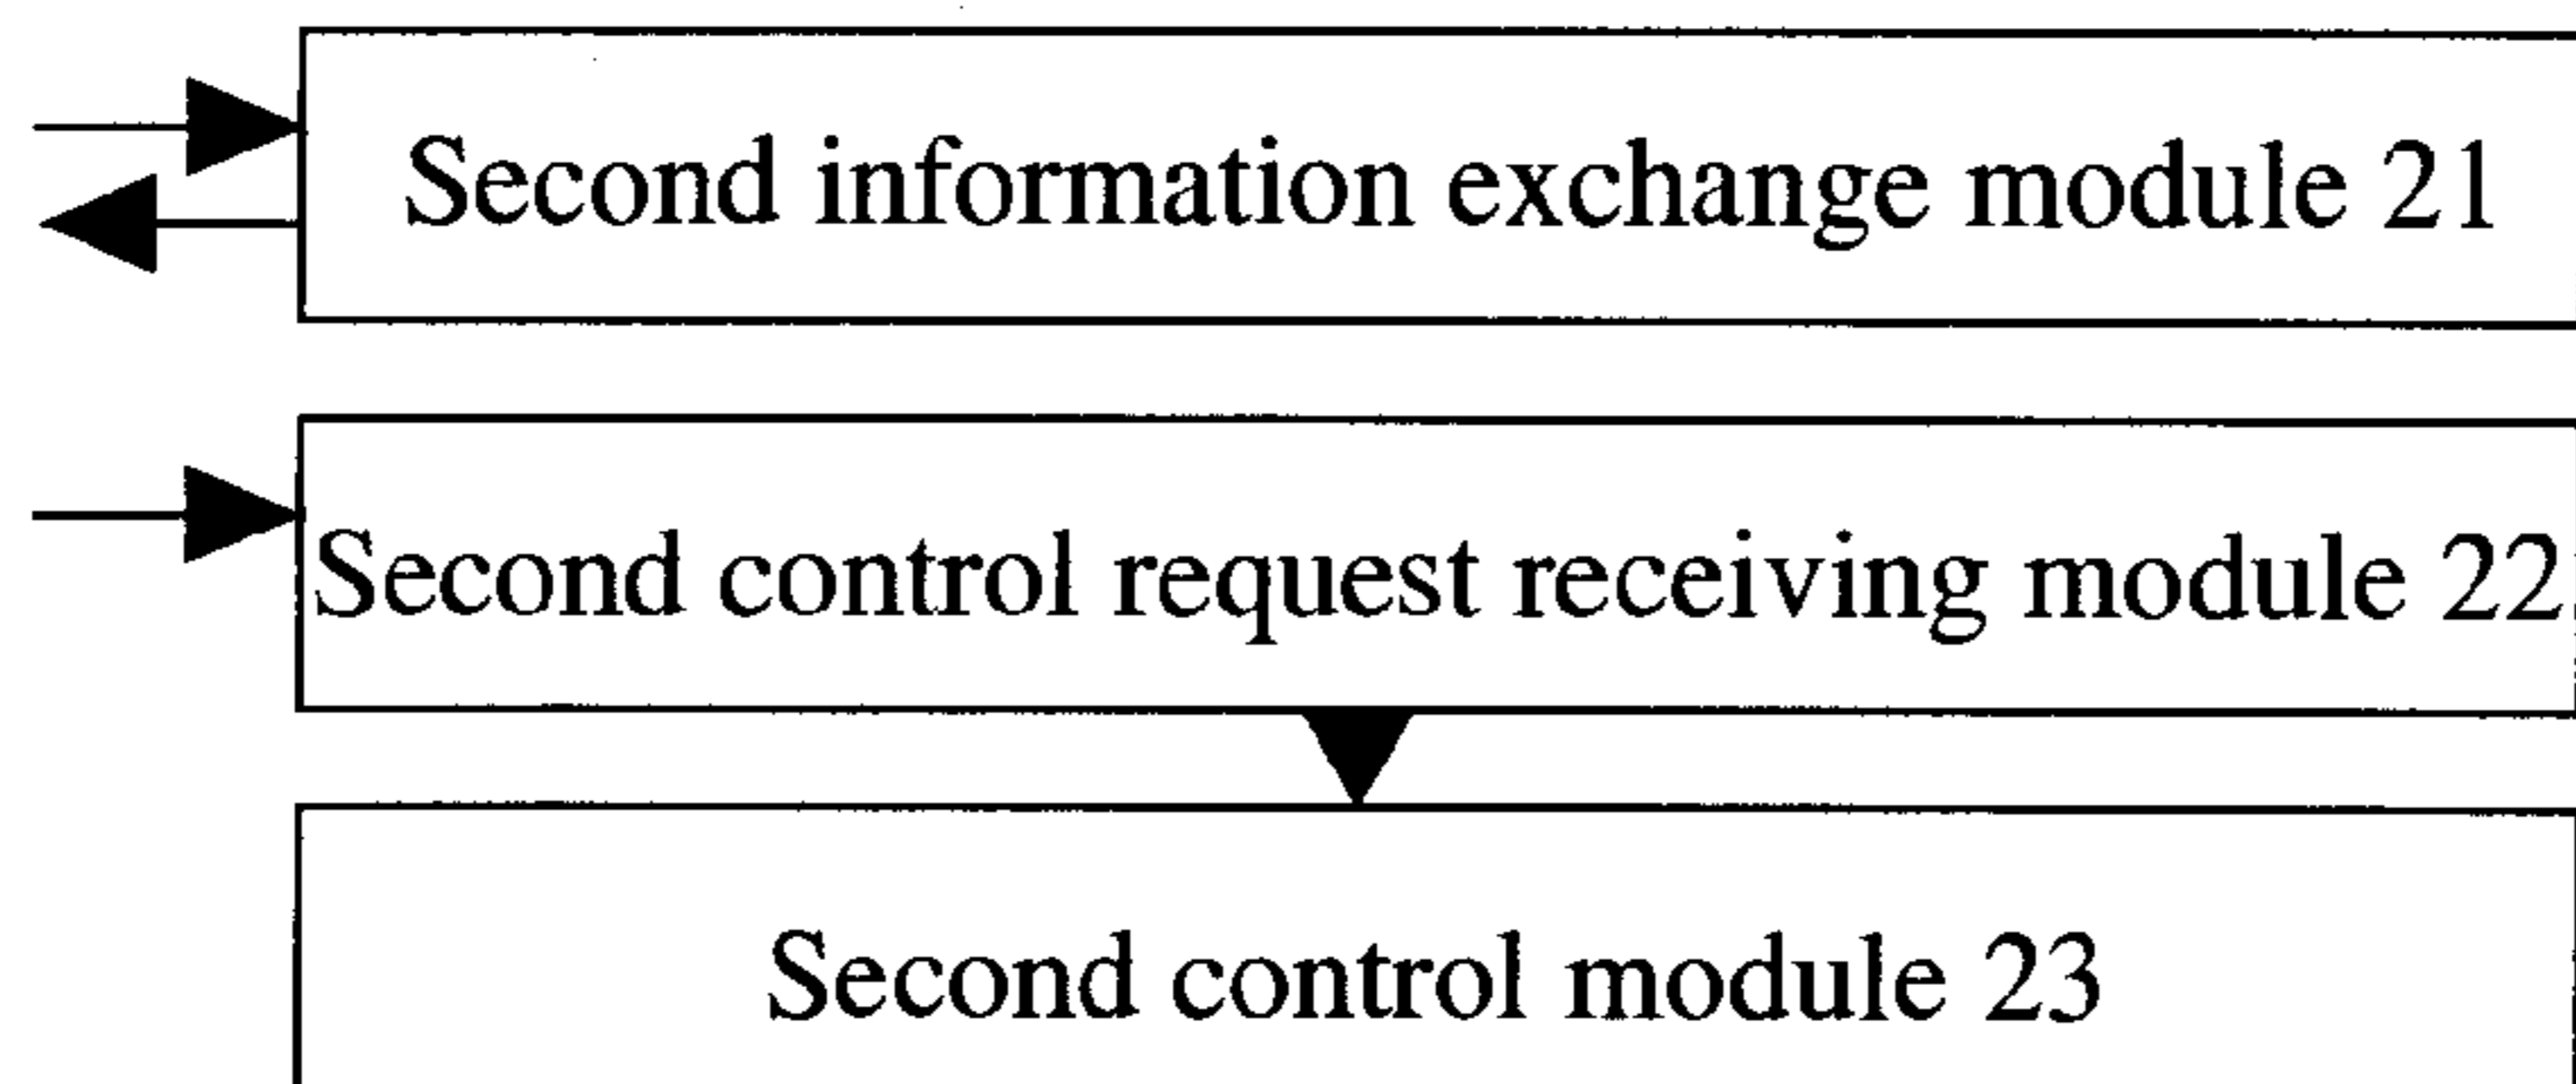 Second information exchange module 21
Second control request receiving module 22
Second control module 23